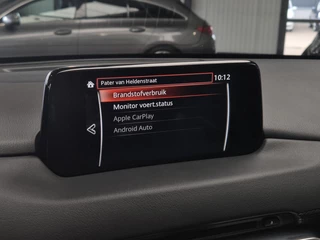 Pater van Heldenstraat
10:12
Brandstofverbruik
Monitor voert.status
Apple CarPlay
Android Auto